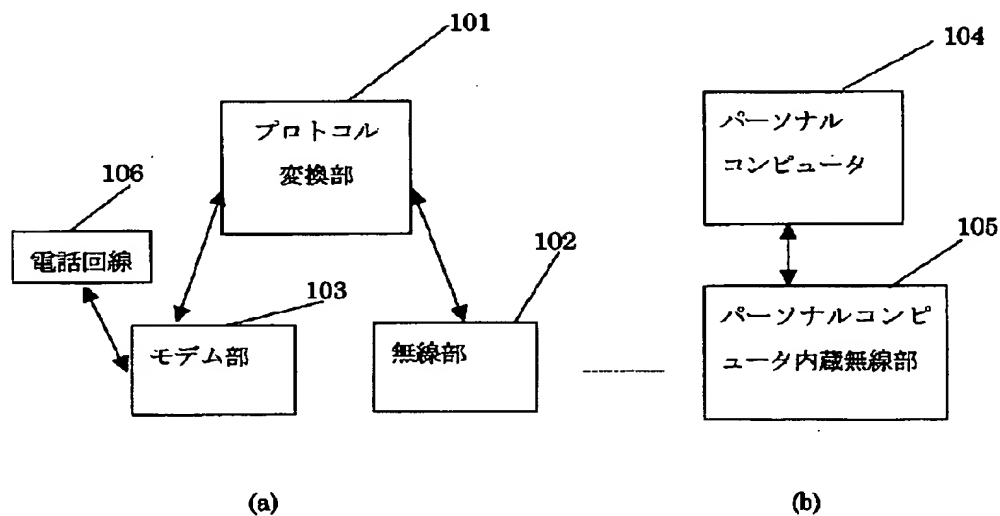 101
プロトコル
変換部
106
電話回線
103
モデム部
102
無線部
104
パーソナル
コンピュータ
105
パーソナルコンピ
ュータ内蔵無線部
(a)
(b)